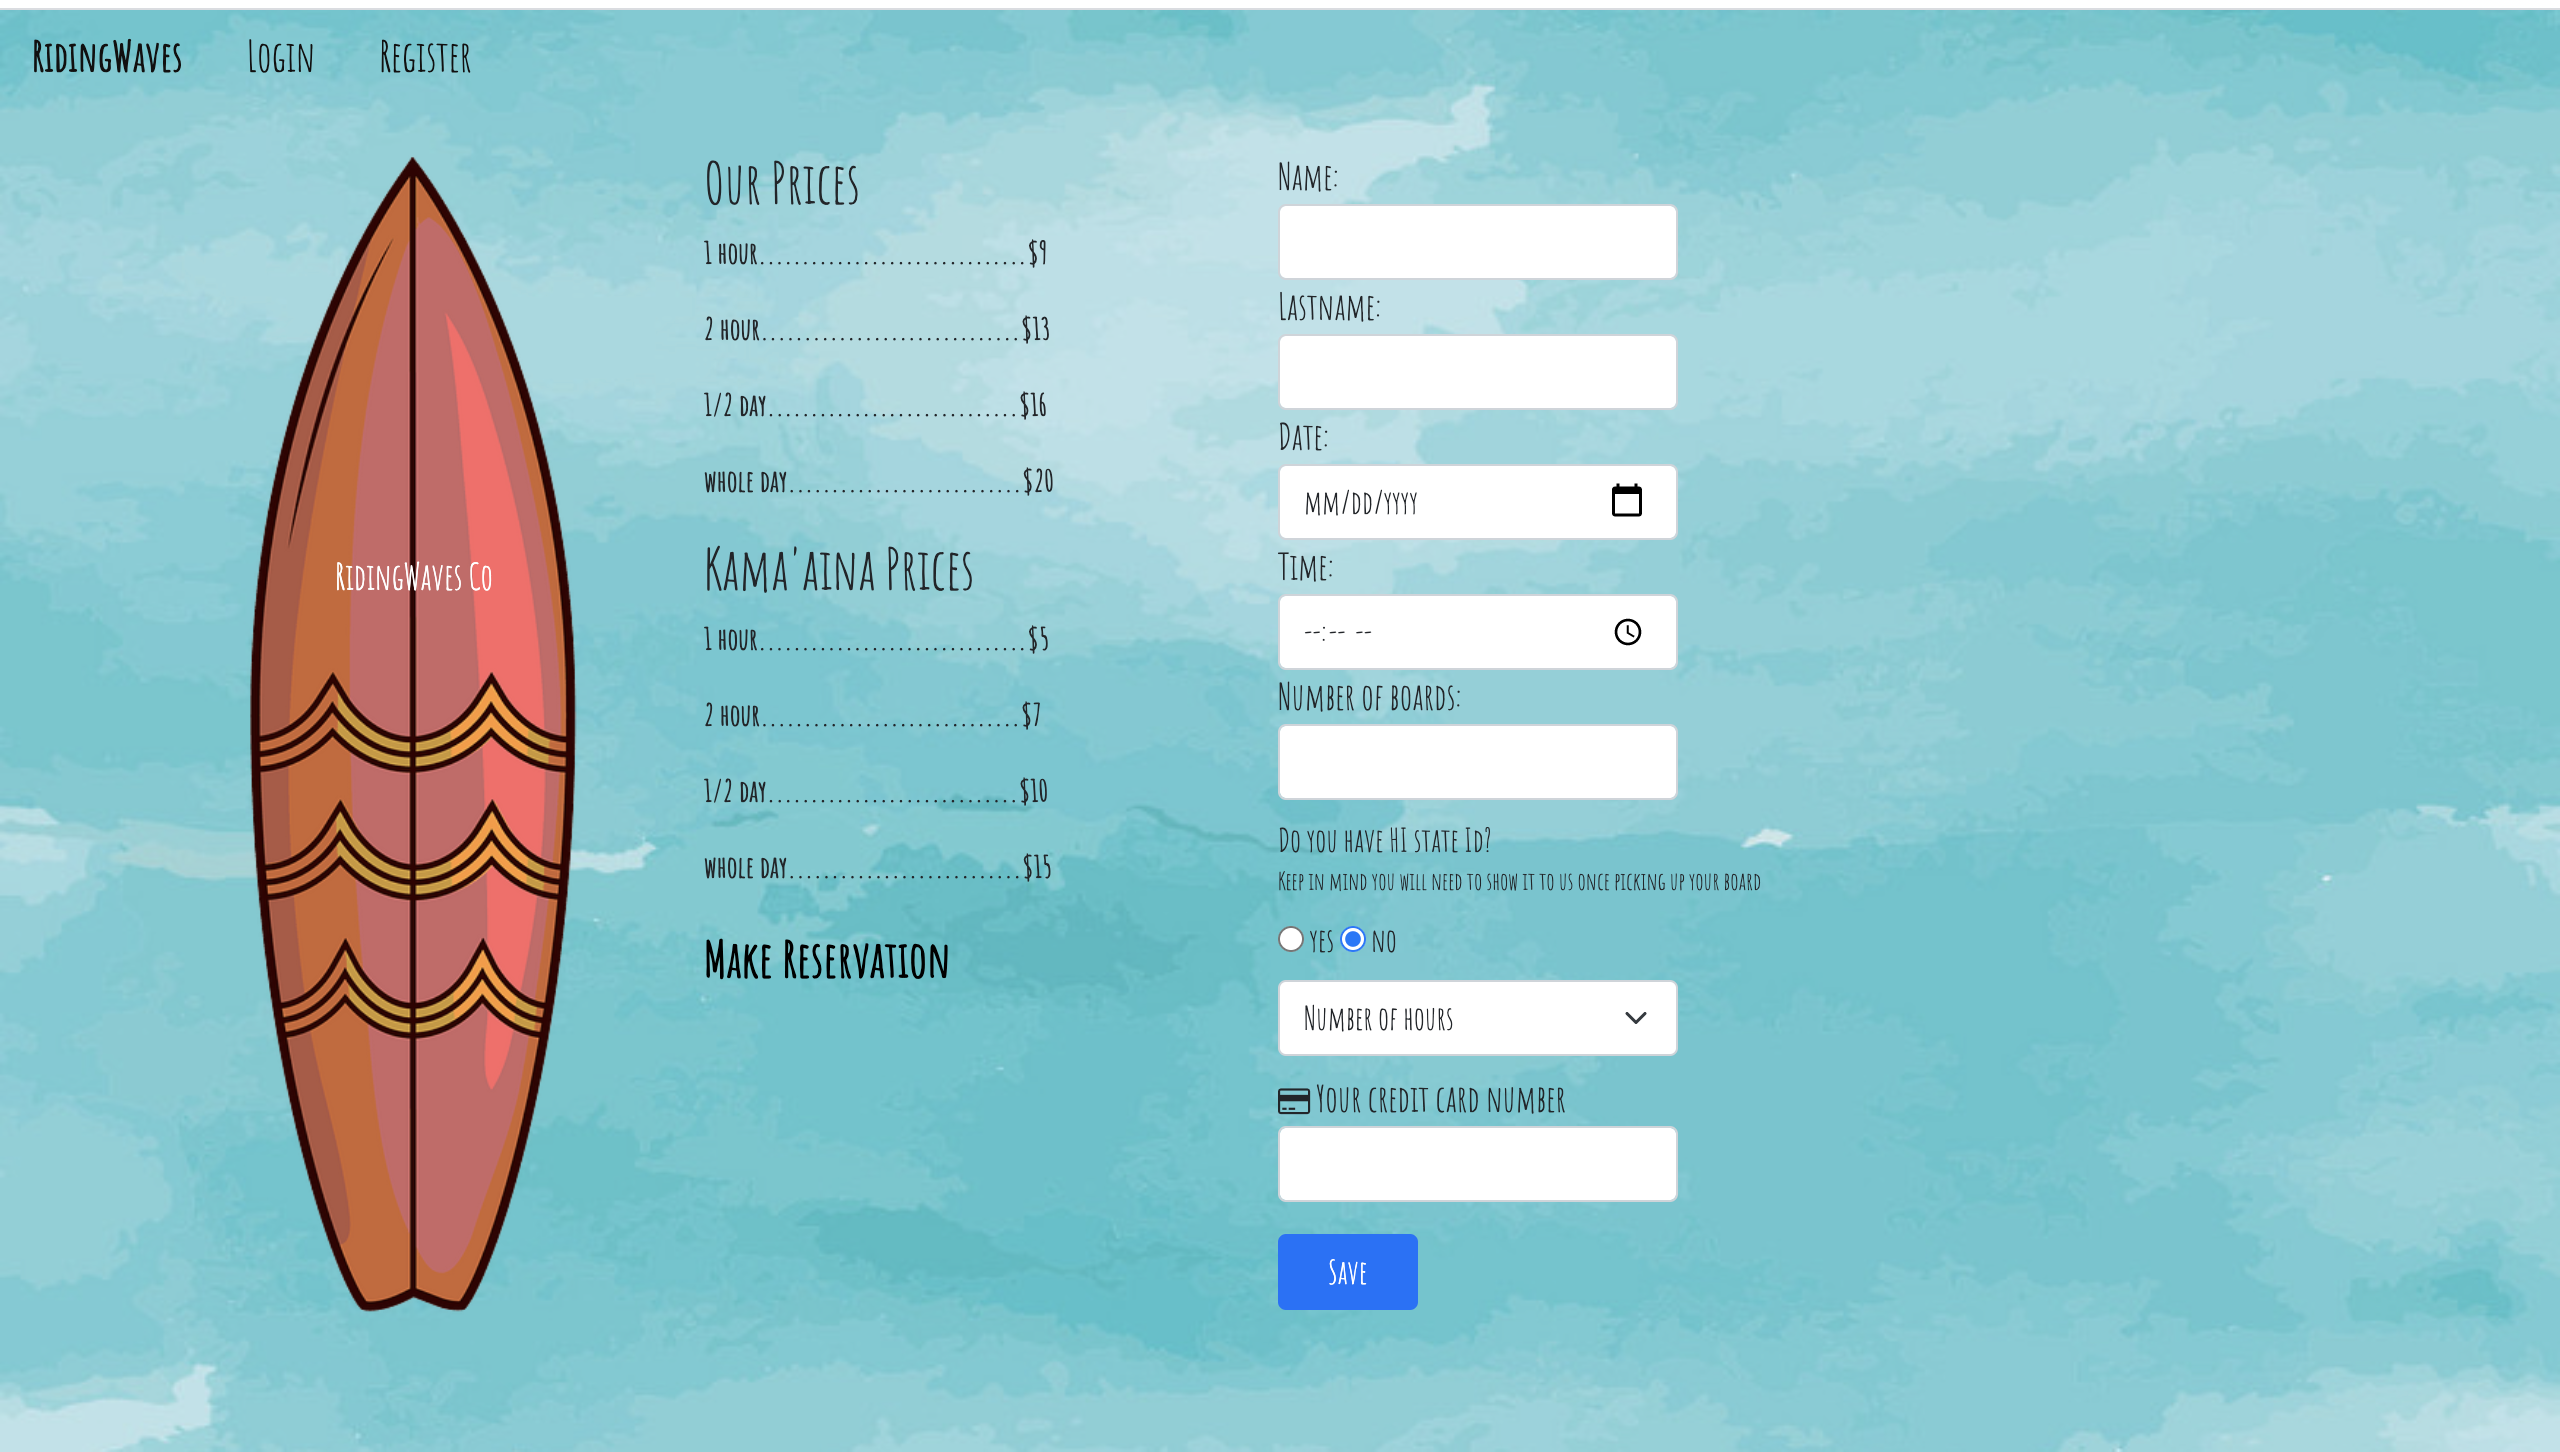 RidingWaves Login Register
RidingWaves Co
Our Prices
1 hour...............................$9
2 hour..............................$13
1/2 day.............................$16
whole day...........................$20
Kama'aina Prices
1 hour...............................$5
2 hour..............................$7
1/2 day.............................$10
whole day...........................$15
Make Reservation
Name:
Lastname:
Date:
mm/dd/yyyy
Time:
--:-- --
Number of boards:
Do you have HI state Id?
Keep in mind you will need to show it to us once picking up your board
yes no
Number of hours
Your credit card number
Save